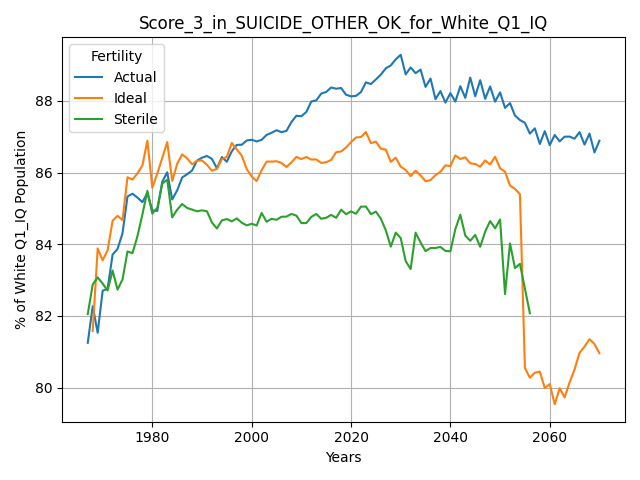 Score_3_in_SUICIDE_OTHER_OK_for_White_Q1_IQ
Fertility
Actual
Ideal
Sterile
% of White Q1_IQ Population
88
86
84
82
80
1980
2000
2020
2040
2060
Years